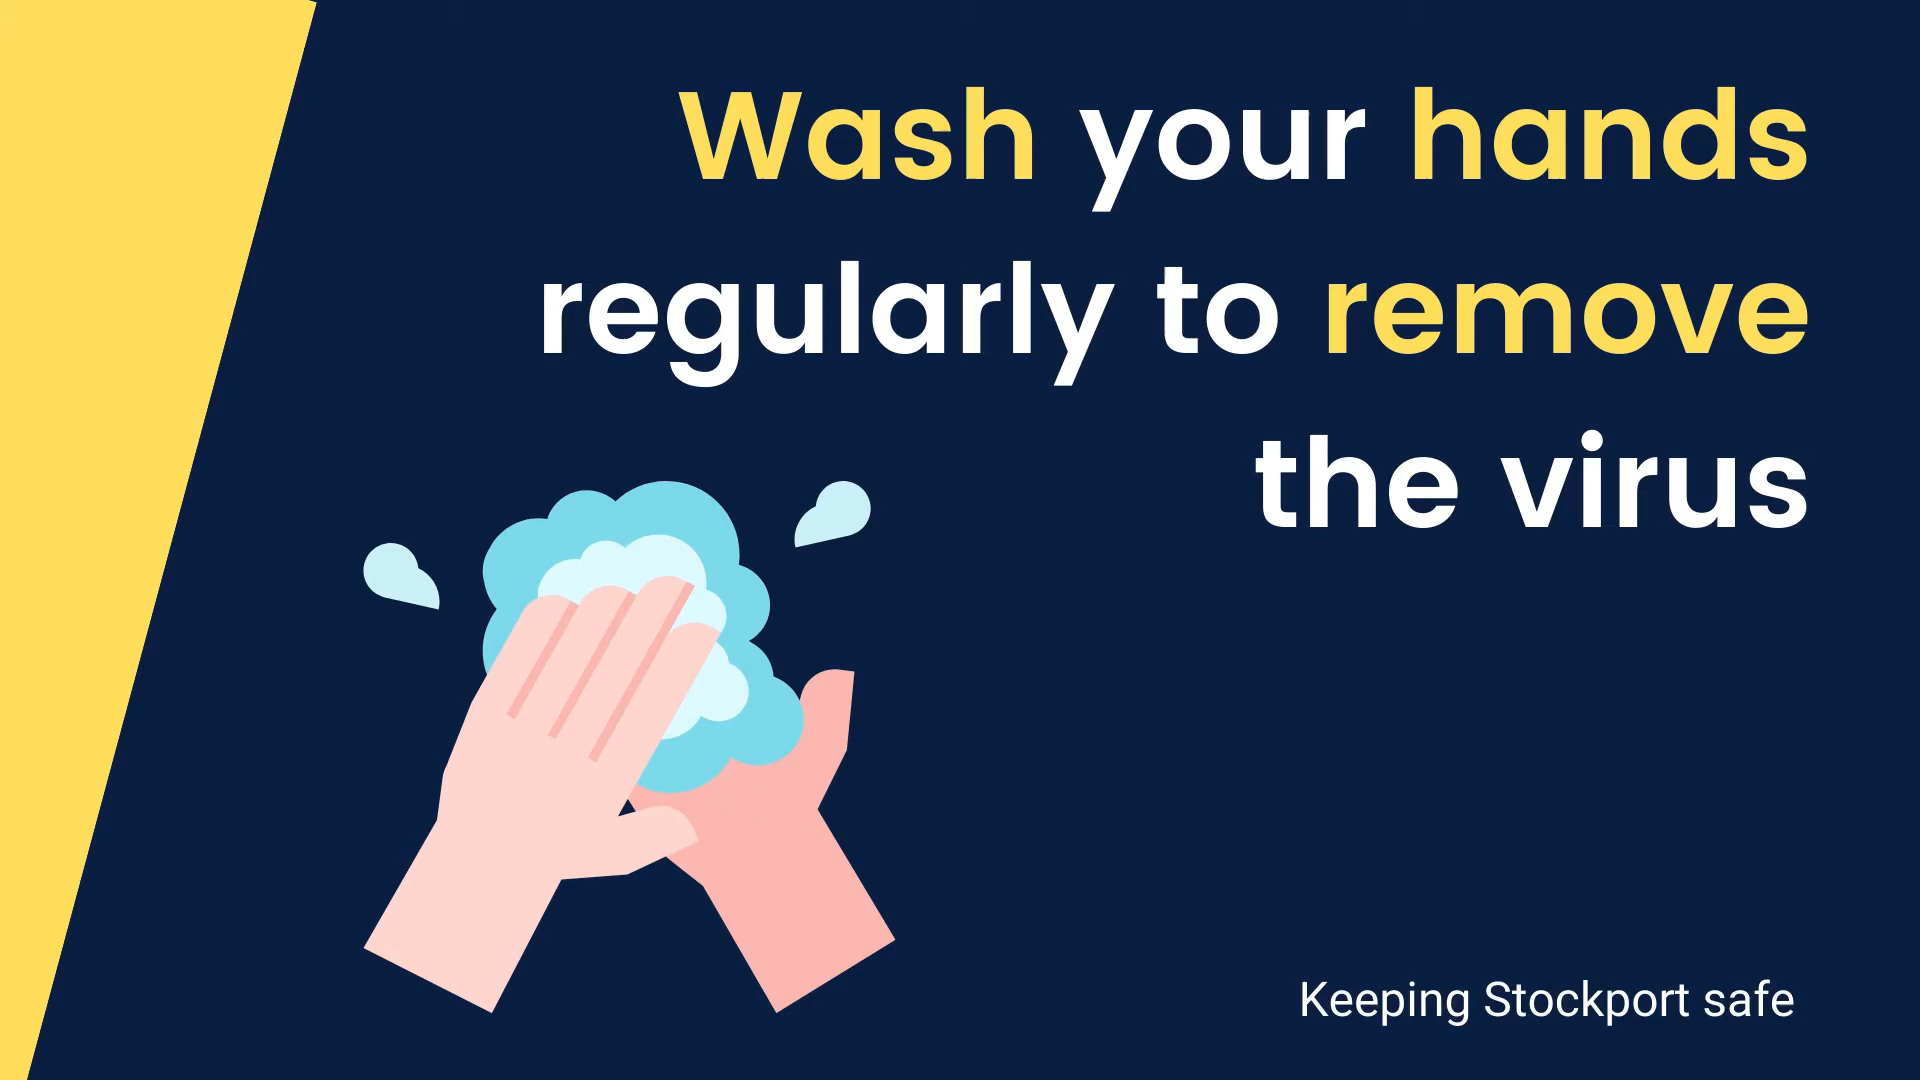 Wash your hands
regularly to remove
the virus
Keeping Stockport safe